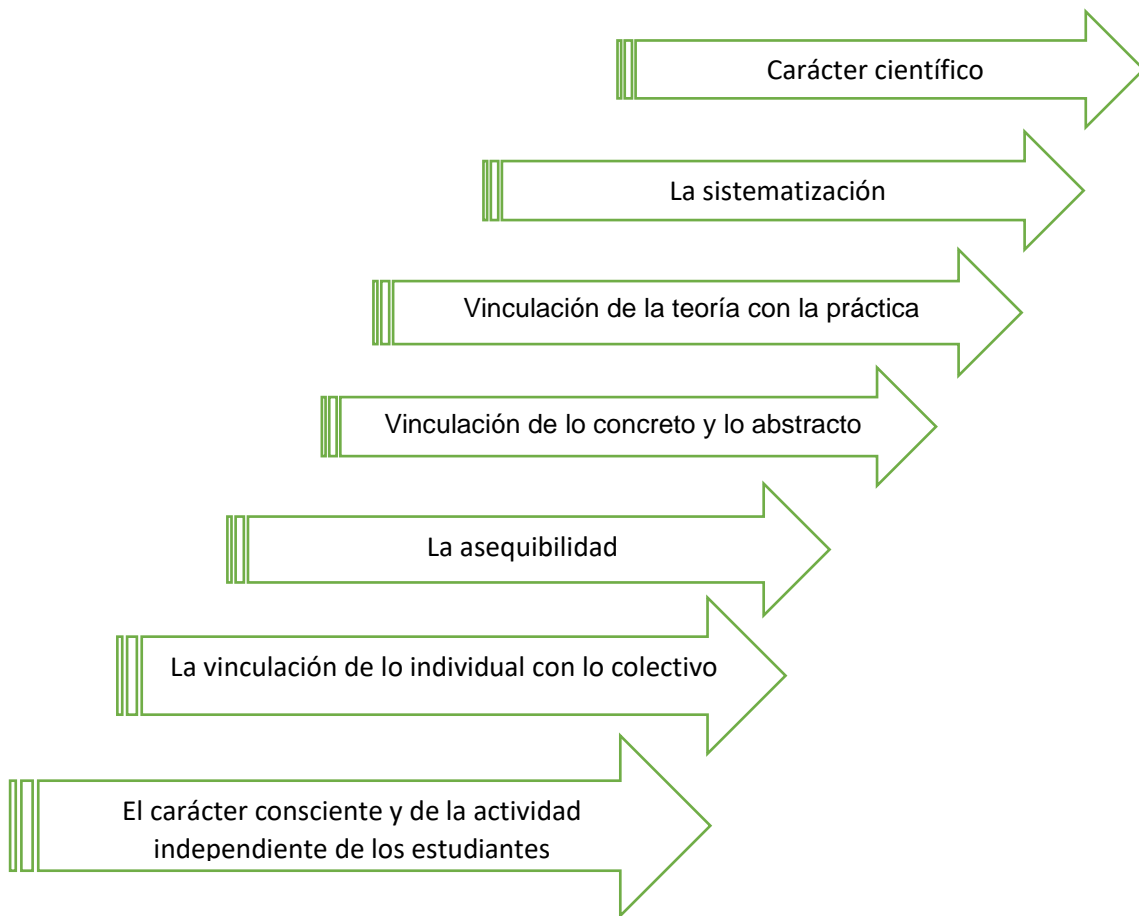 Carácter científico
La sistematización
Vinculación de la teoría con la práctica
Vinculación de lo concreto y lo abstracto
La asequibilidad
La vinculación de lo individual con lo colectivo
El carácter consciente y de la actividad
independiente de los estudiantes